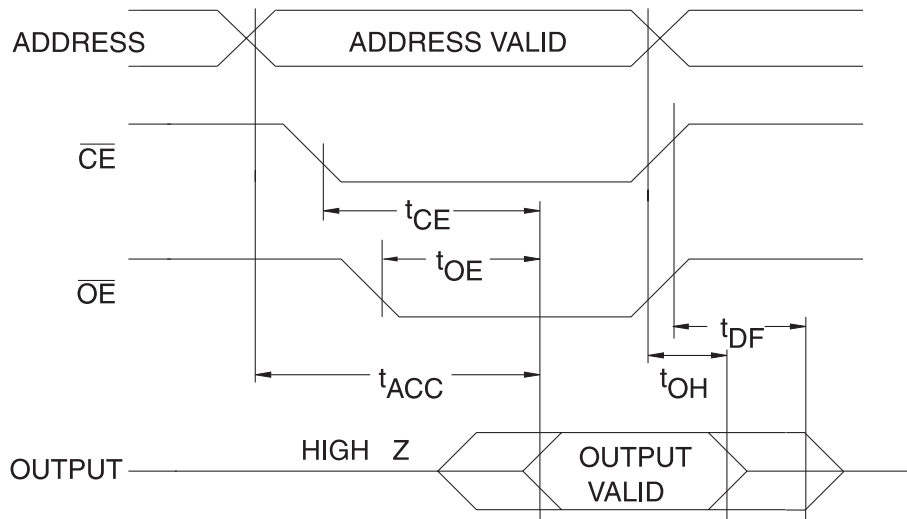 ADDRESS
ADDRESS VALID
CE
tCE
tOE
OE
tDF
tOH
tACC
HIGH Z
OUTPUT
OUTPUT
VALID